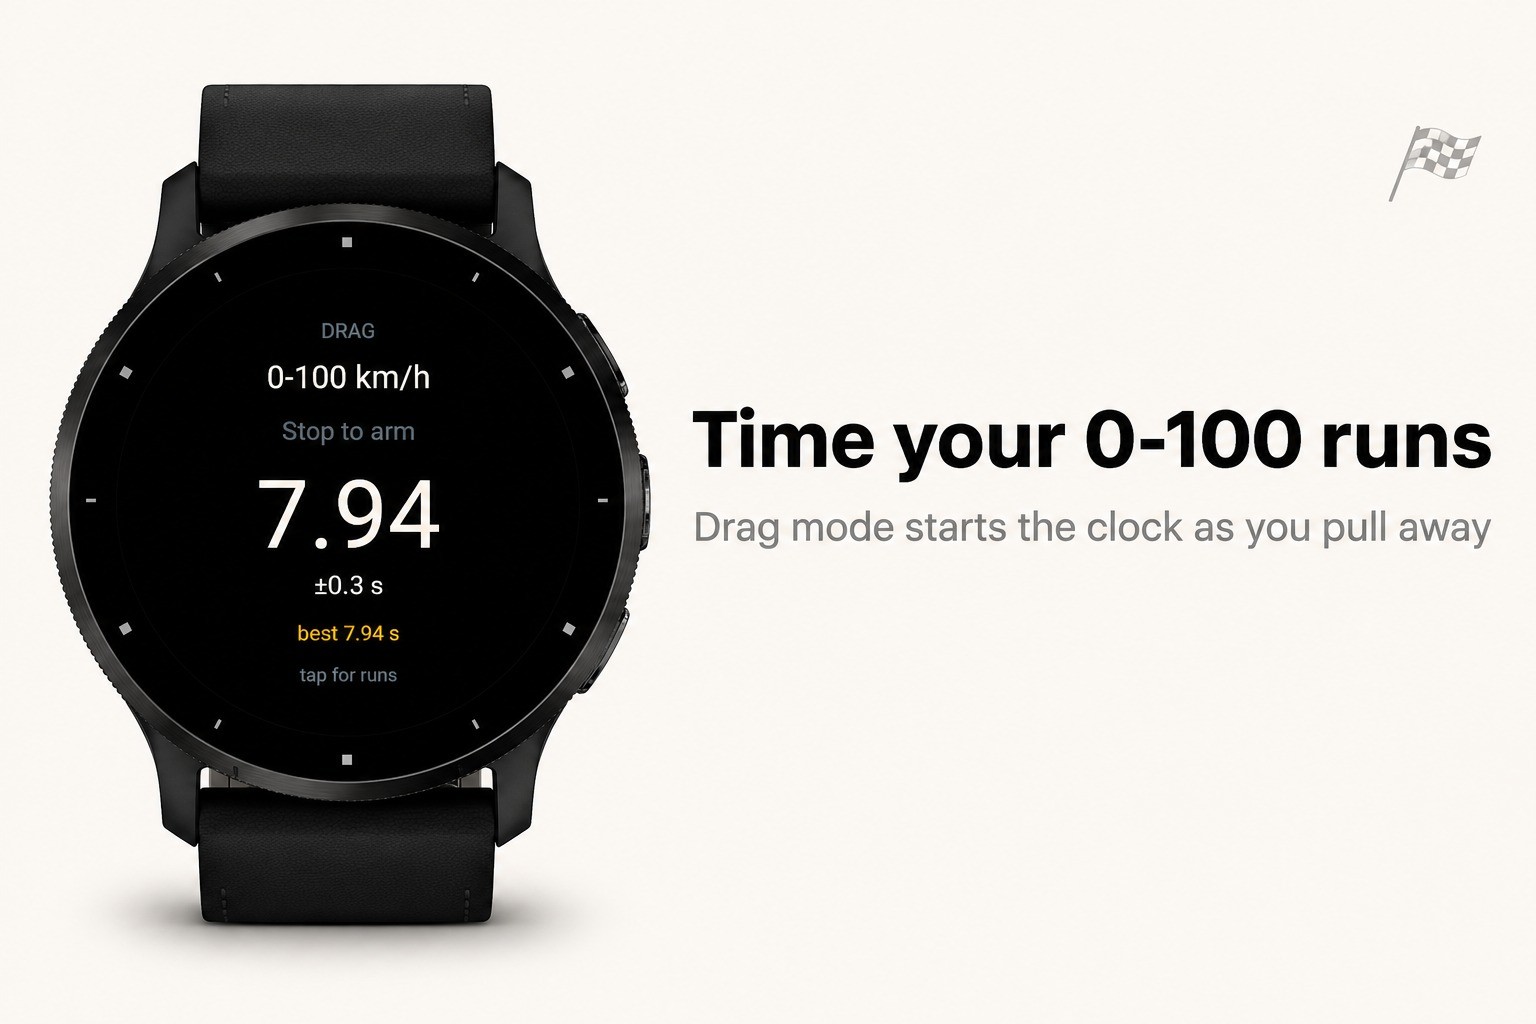 DRAG
0-100 km/h
Stop to arm
7.94
±0.3 s
best 7.94 s
tap for runs
Time your 0-100 runs
Drag mode starts the clock as you pull away